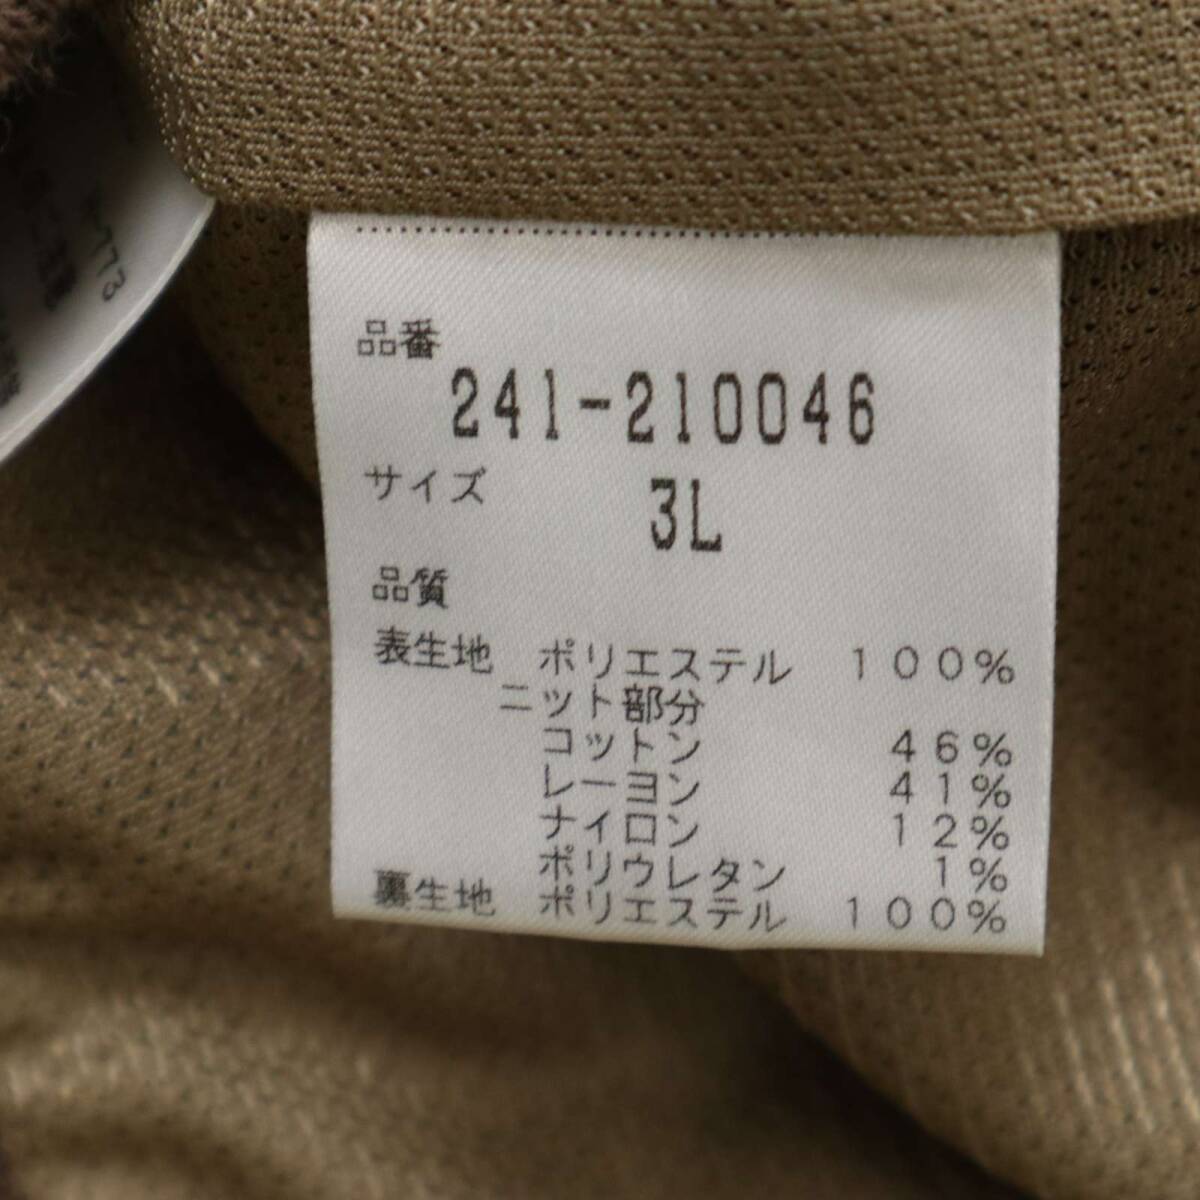 773
品番
241-210046
サイズ 3L
品質
表生地 ポリエステル 100%
ニット部分
コットン 46%
レーヨン 41%
ナイロン 12%
ポリウレタン 1%
裏生地 ポリエステル 100%